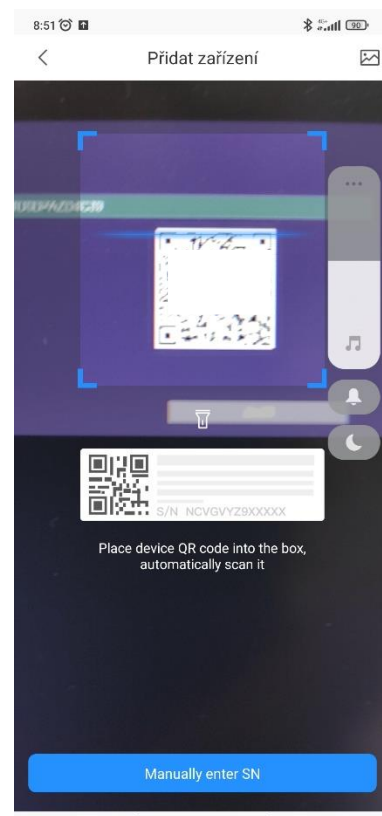 8:51
4G+
90
Přidat zařízení
S/N NCVGVYZ9XXXXX
Place device QR code into the box,
automatically scan it
Manually enter SN